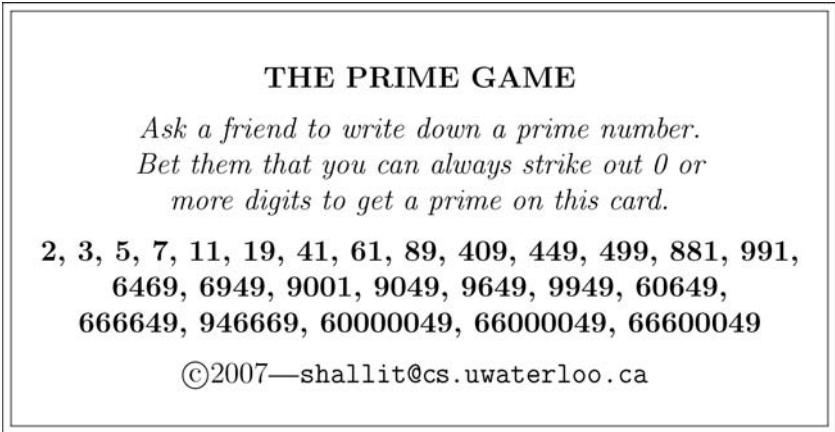 THE PRIME GAME
Ask a friend to write down a prime number.
Bet them that you can always strike out 0 or
more digits to get a prime on this card.
2, 3, 5, 7, 11, 19, 41, 61, 89, 409, 449, 499, 881, 991,
6469, 6949, 9001, 9049, 9649, 9949, 60649,
666649, 946669, 60000049, 66000049, 66600049
©2007—shallit@cs.uwaterloo.ca